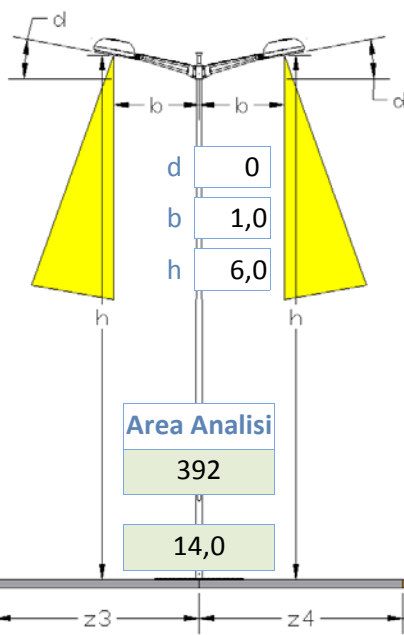 d
d
b b
d 0
b 1,0
h 6,0
h h
Area Analisi
392
14,0
z3 z4